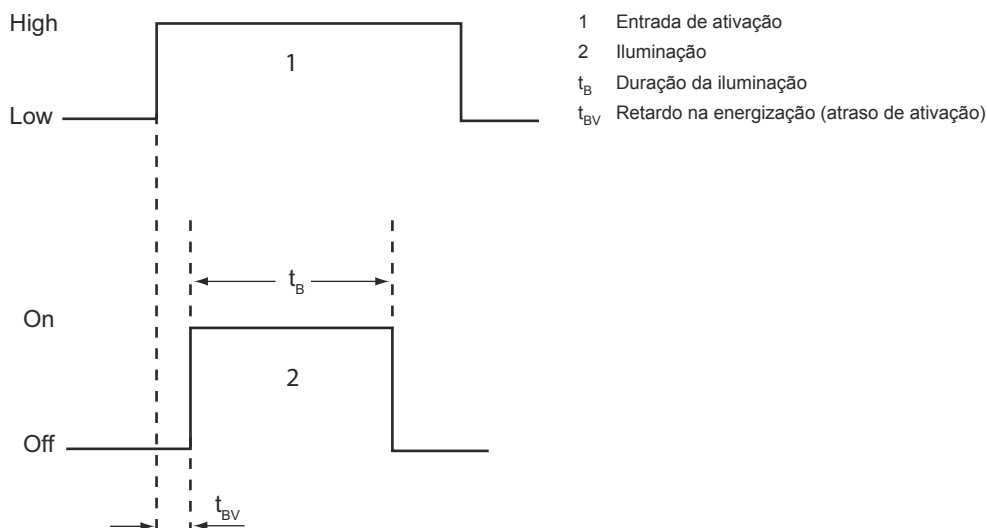 High
1
Low
1 Entrada de ativação
2 Iluminação
tB Duração da iluminação
tBV Retardo na energização (atraso de ativação)
tB
On
2
Off
tBV